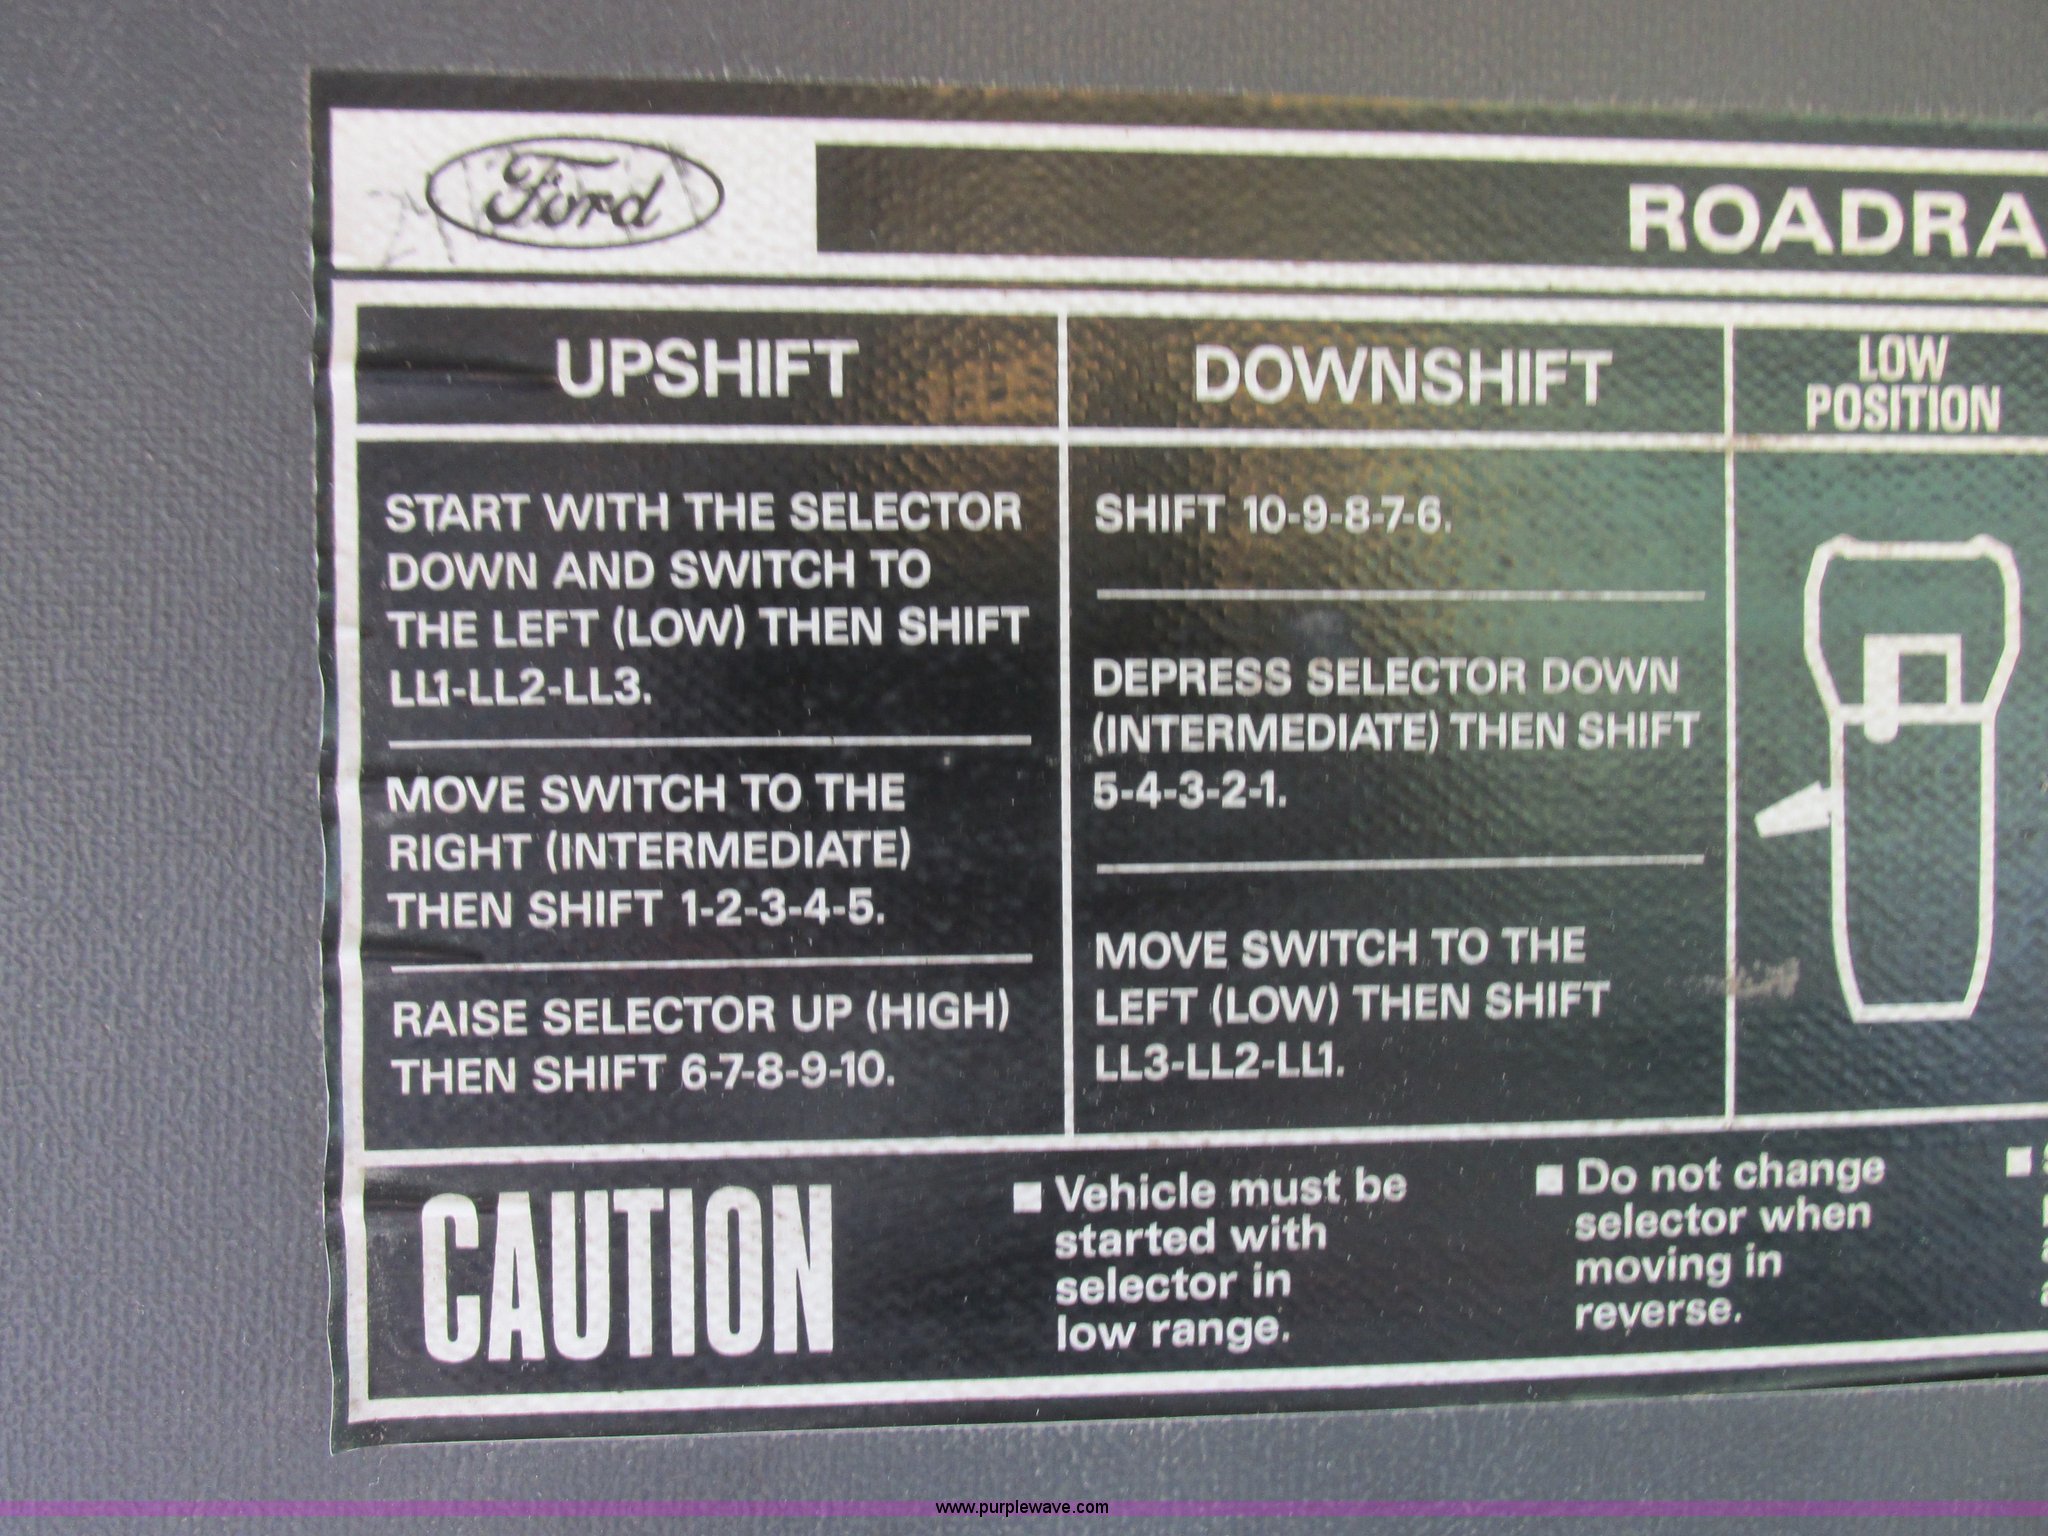 Ford
ROADRA
UPSHIFT
START WITH THE SELECTOR
DOWN AND SWITCH TO
THE LEFT (LOW) THEN SHIFT
LL1-LL2-LL3.
MOVE SWITCH TO THE
RIGHT (INTERMEDIATE)
THEN SHIFT 1-2-3-4-5.
RAISE SELECTOR UP (HIGH)
THEN SHIFT 6-7-8-9-10.
DOWNSHIFT
SHIFT 10-9-8-7-6.
DEPRESS SELECTOR DOWN
(INTERMEDIATE) THEN SHIFT
5-4-3-2-1.
MOVE SWITCH TO THE
LEFT (LOW) THEN SHIFT
LL3-LL2-LL1.
LOW
POSITION
CAUTION
■ Vehicle must be
started with
selector in
low range.
■ Do not change
selector when
moving in
reverse.
www.purplewave.com